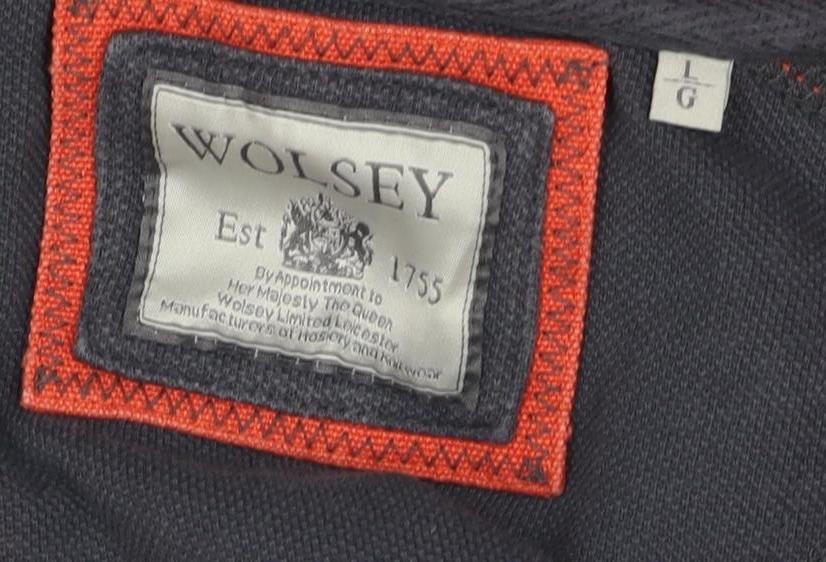 WOLSEY
Est 1755
By Appointment to
Her Majesty The Queen
Wolsey Limited Leicester
Manufacturers of Hosiery and Knitwear
L
G